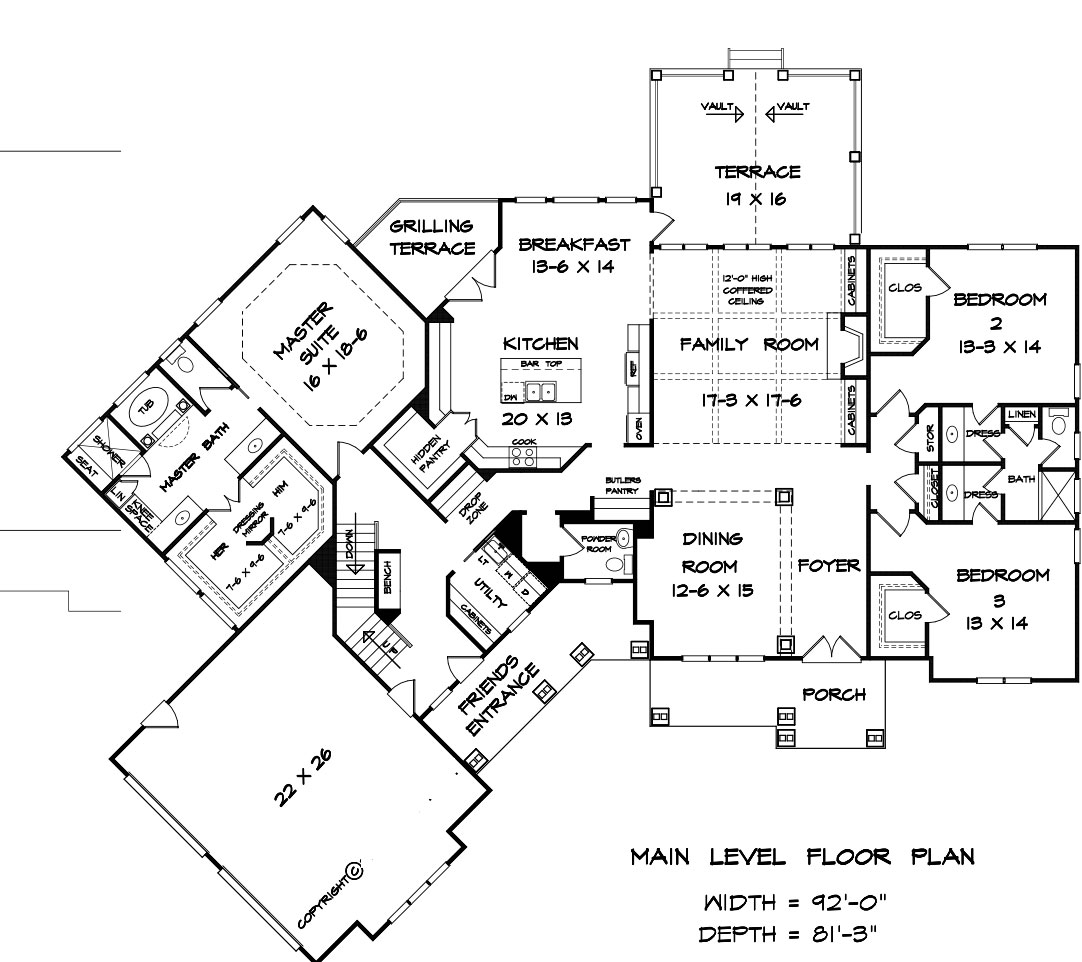 VAULT
VAULT
TERRACE
19 X 16
GRILLING
TERRACE
BREAKFAST
13-6 X 14
12'-0" HIGH
COFFERED
CEILING
CABINETS
CLOS
BEDROOM
2
13-3 X 14
MASTER
SUITE
16 X 18-6
KITCHEN
BAR TOP
DW
20 X 13
REF
OVEN
FAMILY ROOM
17-3 X 17-6
CABINETS
TUB
SHOWER
SEAT
MASTER BATH
LIN
HIDDEN
PANTRY
COOK
STOR
DRESS
LINEN
BATH
CLOSET
DRESS
HIM
7-6 X 9-6
DRESSING
MIRROR
HER
7-6 X 9-6
DROP
ZONE
BUTLERS
PANTRY
DOWN
BENCH
UP
LT
W
D
UTILTY
CABINETS
POWDER
ROOM
DINING
ROOM
12-6 X 15
FOYER
BEDROOM
3
13 X 14
CLOS
FRIENDS
ENTRANCE
PORCH
22 X 26
COPYRIGHT©
MAIN LEVEL FLOOR PLAN
WIDTH = 92'-0"
DEPTH = 81'-3"